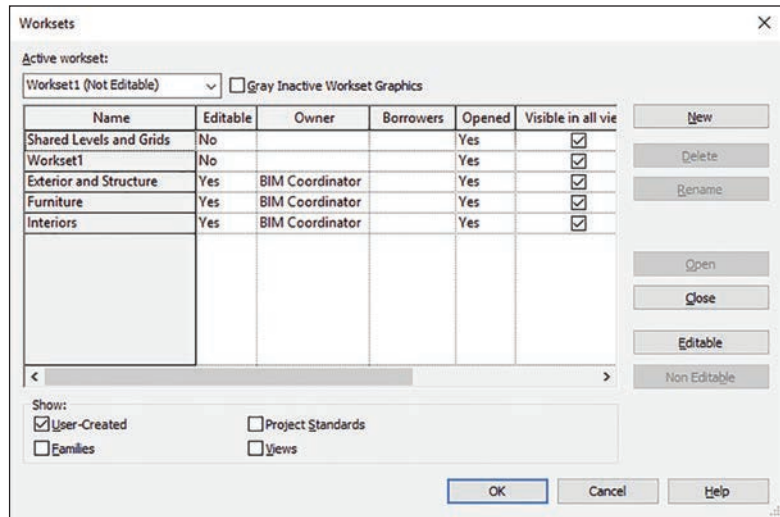 Worksets
Active workset:
Workset1 (Not Editable)
Gray Inactive Workset Graphics
Name Editable Owner Borrowers Opened Visible in all vie
Shared Levels and Grids No Yes
Workset1 No Yes
Exterior and Structure Yes BIM Coordinator Yes
Furniture Yes BIM Coordinator Yes
Interiors Yes BIM Coordinator Yes
New
Delete
Rename
Open
Close
Editable
Non Editable
Show:
User-Created Project Standards
Families Views
OK Cancel Help